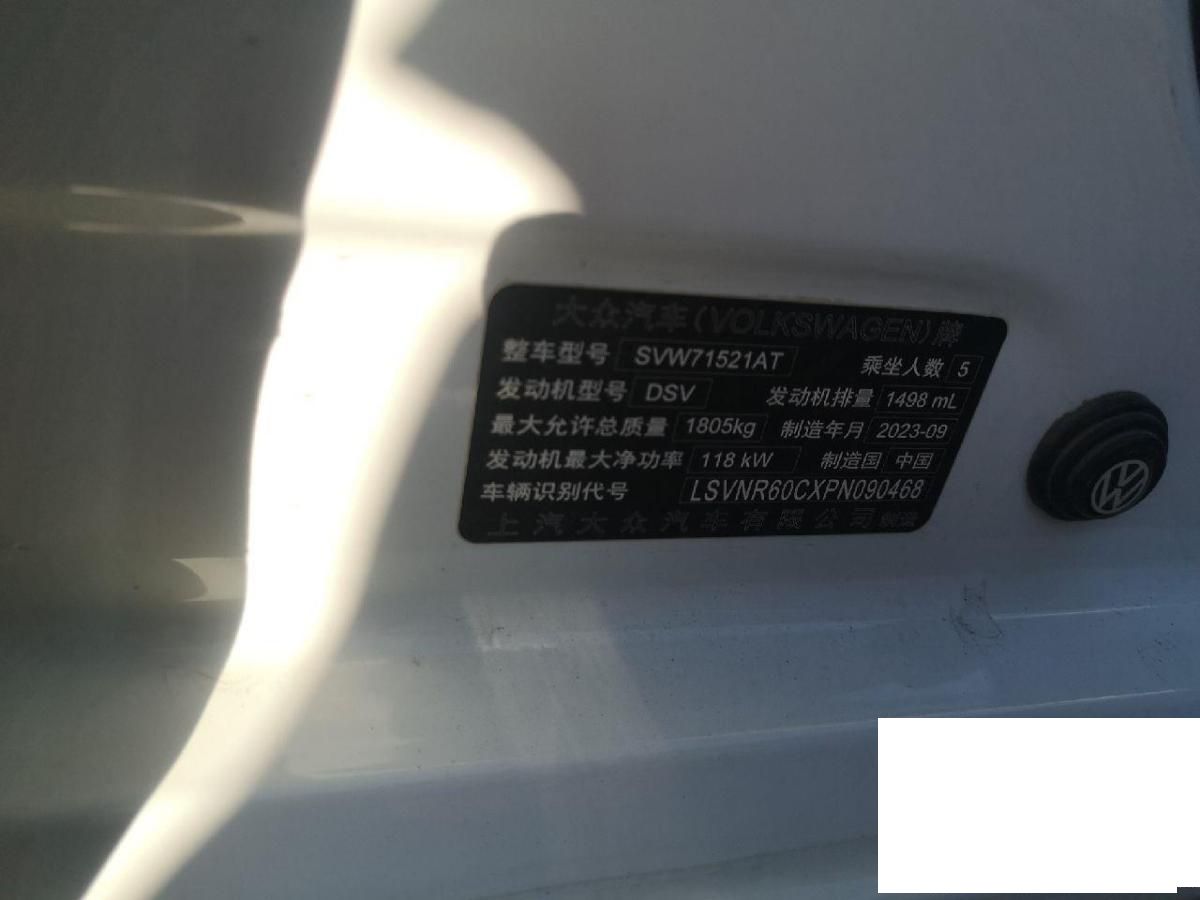 大众汽车(VOLKSWAGEN)牌
整车型号 SVW71521AT 乘坐人数 5
发动机型号 DSV 发动机排量 1498 mL
最大允许总质量 1805kg 制造年月 2023-09
发动机最大净功率 118 kW 制造国 中国
车辆识别代号 LSVNR60CXPN090468
上汽大众汽车有限公司 制造